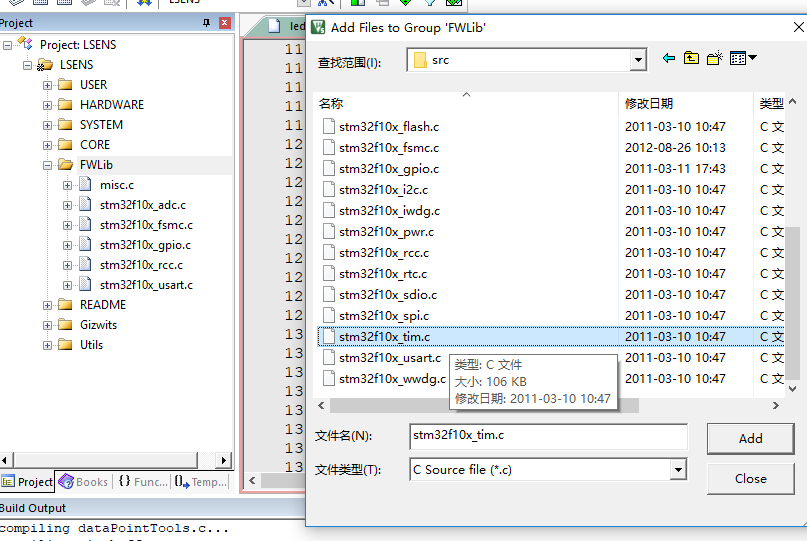 LSENS
Project
Project: LSENS
LSENS
USER
HARDWARE
SYSTEM
CORE
FWLib
misc.c
stm32f10x_adc.c
stm32f10x_fsmc.c
stm32f10x_gpio.c
stm32f10x_rcc.c
stm32f10x_usart.c
README
Gizwits
Utils
Project
Books
{} Func...
Temp...
Build Output
compiling dataPointTools.c...
led
11
11
11
11
11
12
12
12
12
12
12
12
12
12
12
13
13
13
13
13
13
13
13
Add Files to Group 'FWLib'
查找范围(I):
src
名称
修改日期
类型
stm32f10x_flash.c 2011-03-10 10:47 C 文
stm32f10x_fsmc.c 2012-08-26 10:13 C 文
stm32f10x_gpio.c 2011-03-11 17:43 C 文
stm32f10x_i2c.c 2011-03-10 10:47 C 文
stm32f10x_iwdg.c 2011-03-10 10:47 C 文
stm32f10x_pwr.c 2011-03-10 10:47 C 文
stm32f10x_rcc.c 2011-03-10 10:47 C 文
stm32f10x_rtc.c 2011-03-10 10:47 C 文
stm32f10x_sdio.c 2011-03-10 10:47 C 文
stm32f10x_spi.c 2011-03-10 10:47 C 文
stm32f10x_tim.c 2011-03-10 10:47 C 文
stm32f10x_usart.c 2011-03-10 10:47 C 文
stm32f10x_wwdg.c 2011-03-10 10:47 C 文
类型: C 文件
大小: 106 KB
修改日期: 2011-03-10 10:47
文件名(N):
stm32f10x_tim.c
Add
文件类型(T):
C Source file (*.c)
Close